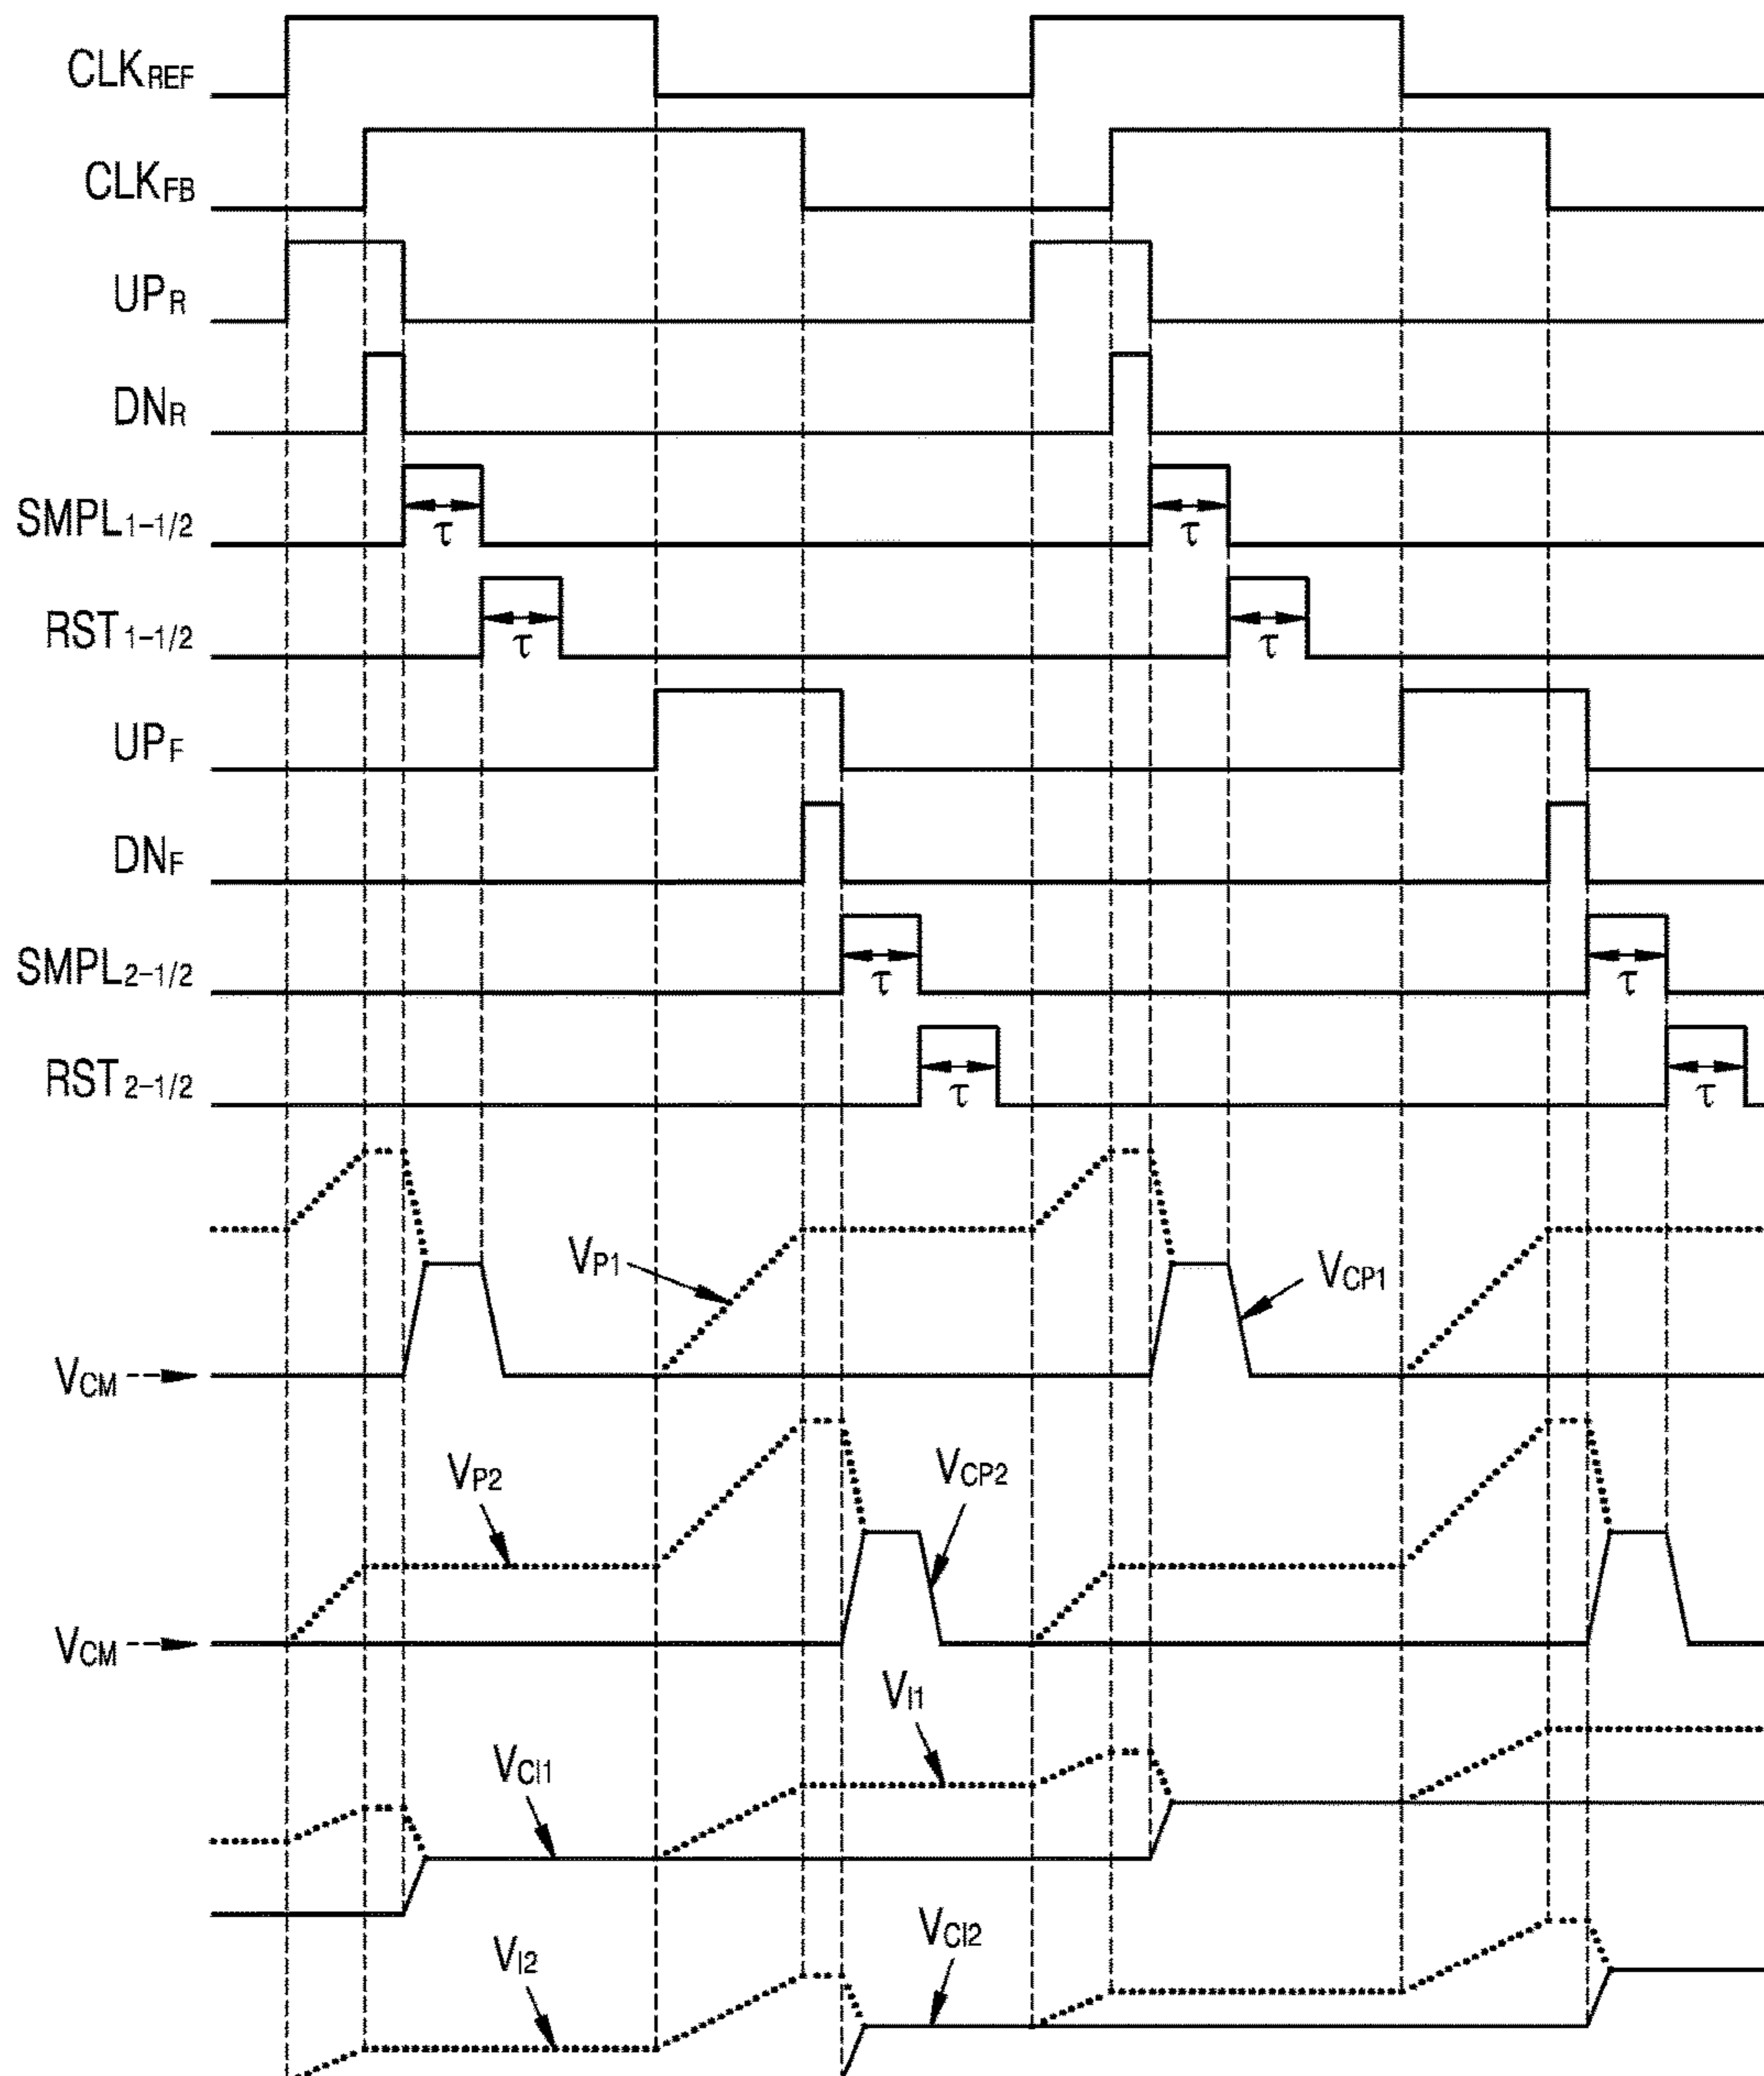 CLKREF
CLKFB
UPR
DNR
SMPL1-1/2
τ τ
RST1-1/2
τ τ
UPF
DNF
SMPL2-1/2
τ τ
RST2-1/2
τ τ
VP1
VCP1
VCM
VP2
VCP2
VCM
VI1
VCI1
VCI2
VI2